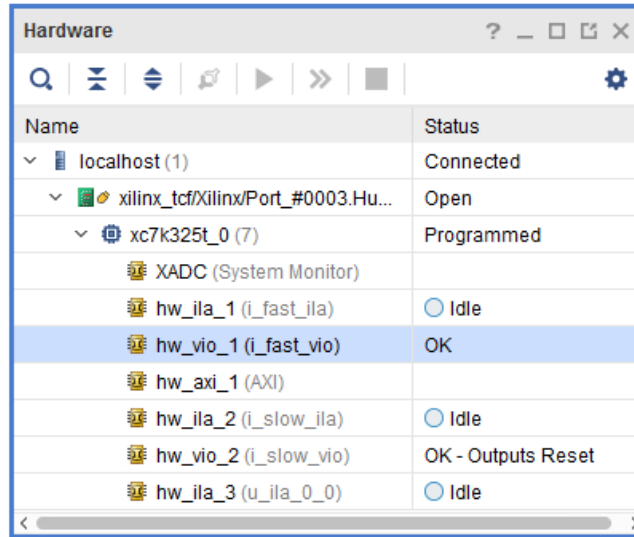 Hardware
Name Status
localhost (1) Connected
xilinx_tcf/Xilinx/Port_#0003.Hu... Open
xc7k325t_0 (7) Programmed
XADC (System Monitor)
hw_ila_1 (i_fast_ila) Idle
hw_vio_1 (i_fast_vio) OK
hw_axi_1 (AXI)
hw_ila_2 (i_slow_ila) Idle
hw_vio_2 (i_slow_vio) OK - Outputs Reset
hw_ila_3 (u_ila_0_0) Idle